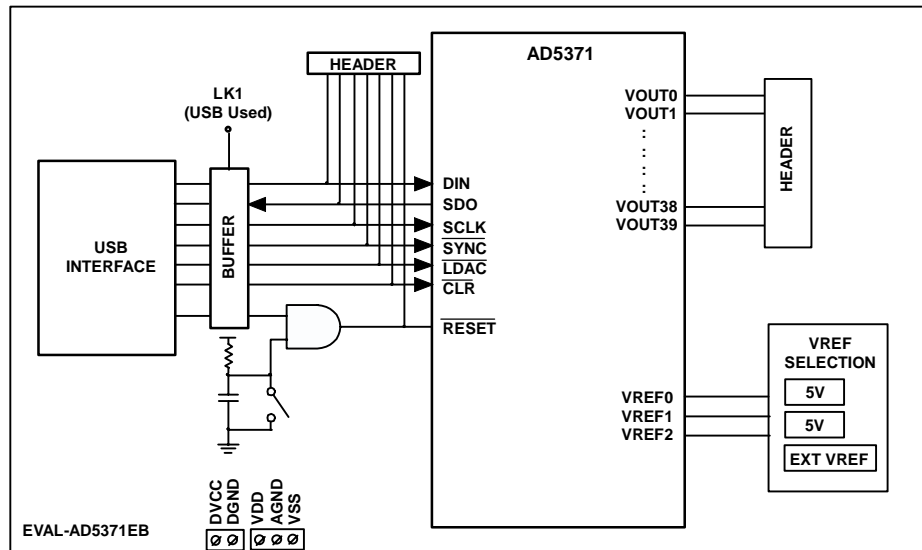 AD5371
HEADER
LK1
(USB Used)
USB
INTERFACE
BUFFER
DIN
SDO
SCLK
SYNC
LDAC
CLR
RESET
VOUT0
VOUT1
VOUT38
VOUT39
HEADER
VREF0
VREF1
VREF2
VREF
SELECTION
5V
5V
EXT VREF
DVCC
DGND
VDD
AGND
VSS
EVAL-AD5371EB